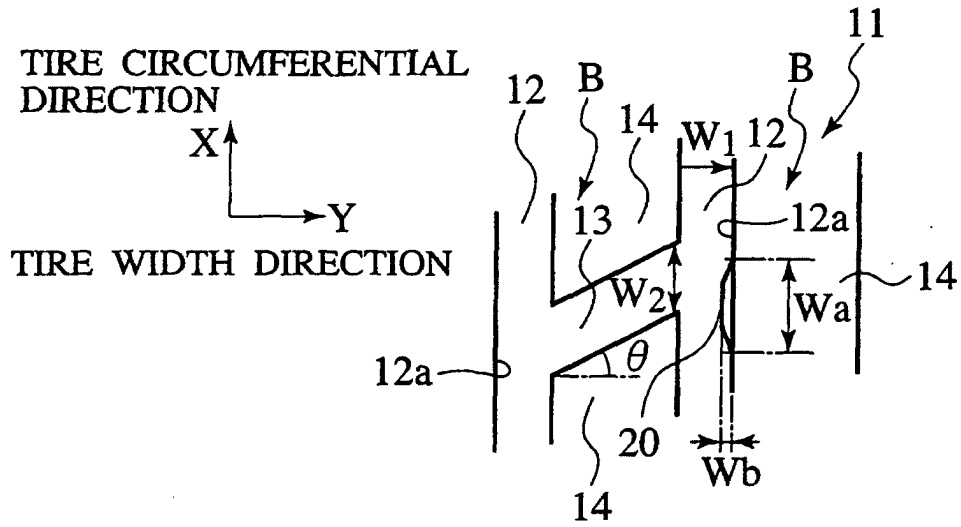 TIRE CIRCUMFERENTIAL
DIRECTION
X
Y
TIRE WIDTH DIRECTION
11
12
B
14
W1
12
B
13
12a
W2
Wa
14
12a
θ
20
14
Wb